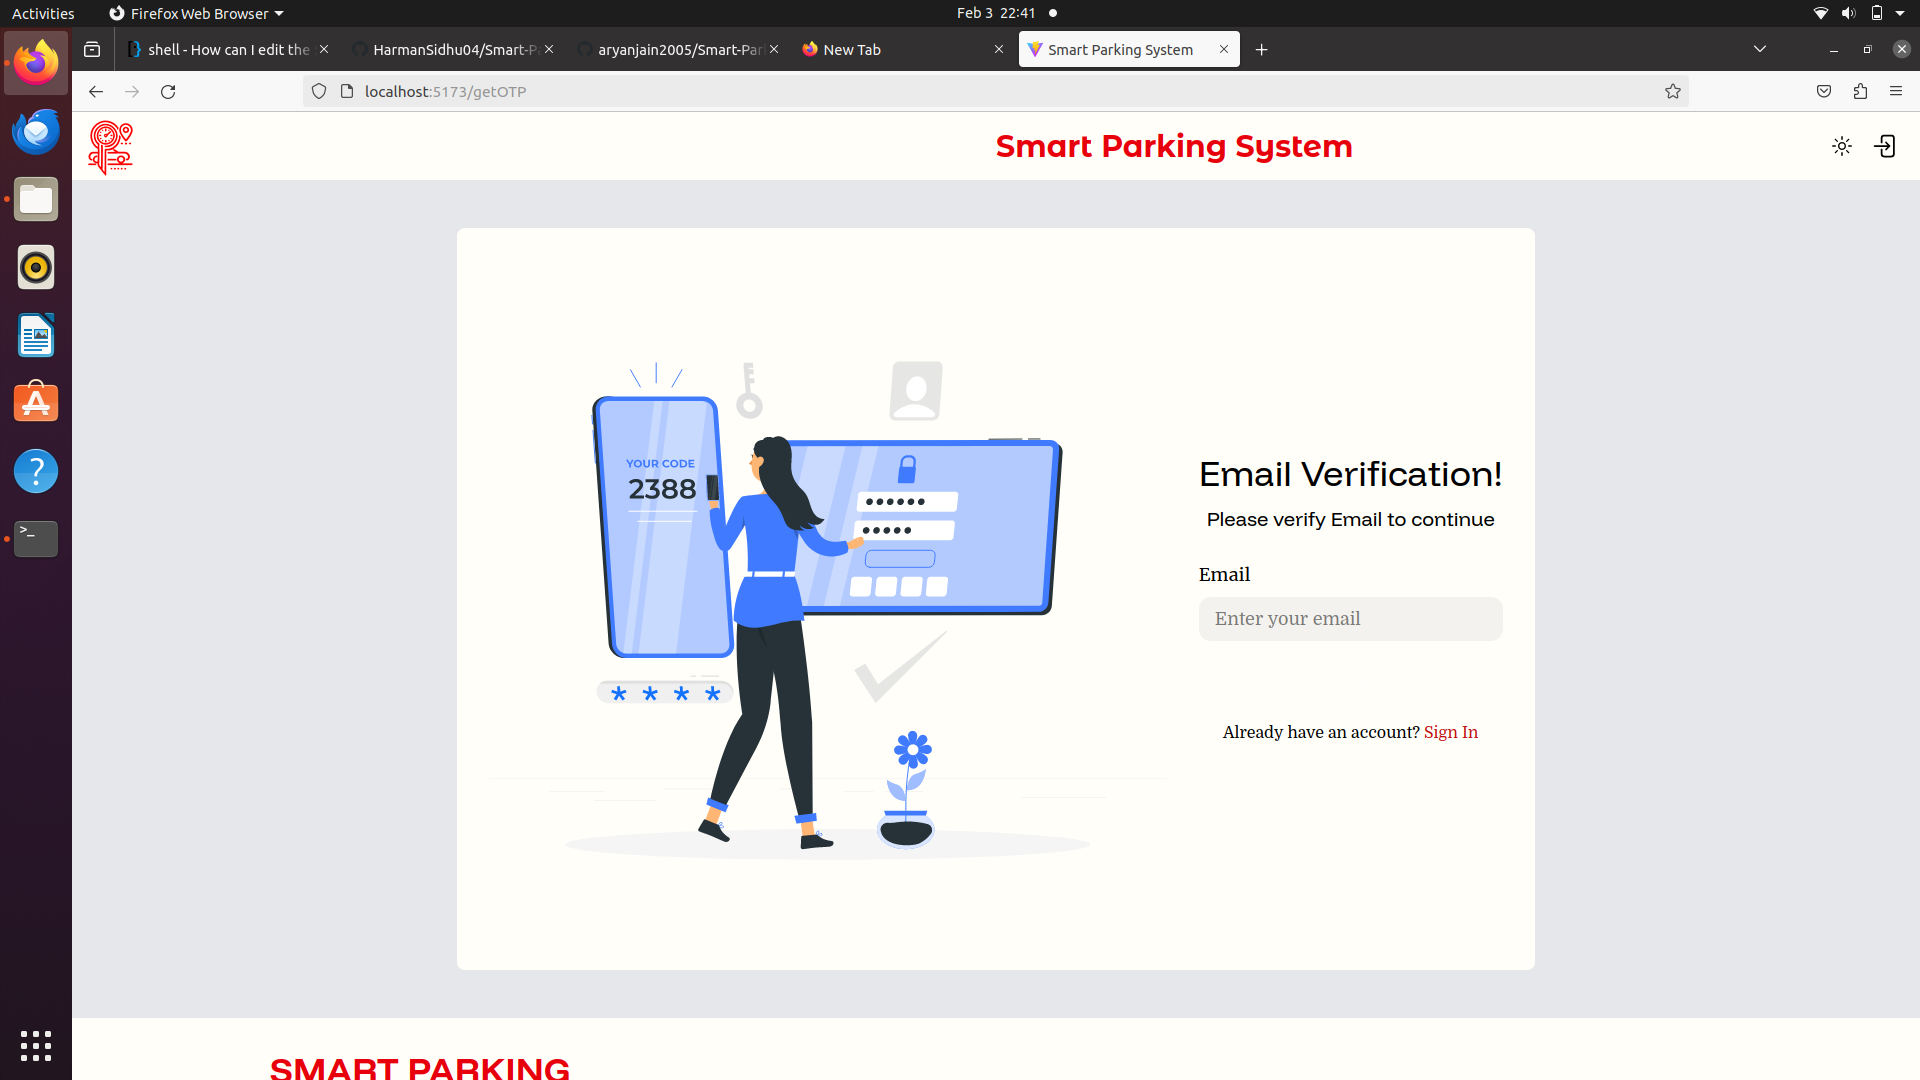 Activities
Firefox Web Browser
Feb 3 22:41
shell - How can I edit the
HarmanSidhu04/Smart-Pa
aryanjain2005/Smart-Park
New Tab
Smart Parking System
localhost:5173/getOTP
Smart Parking System
YOUR CODE
2388
* * * *
Email Verification!
Please verify Email to continue
Email
Enter your email
Already have an account? Sign In
SMART PARKING